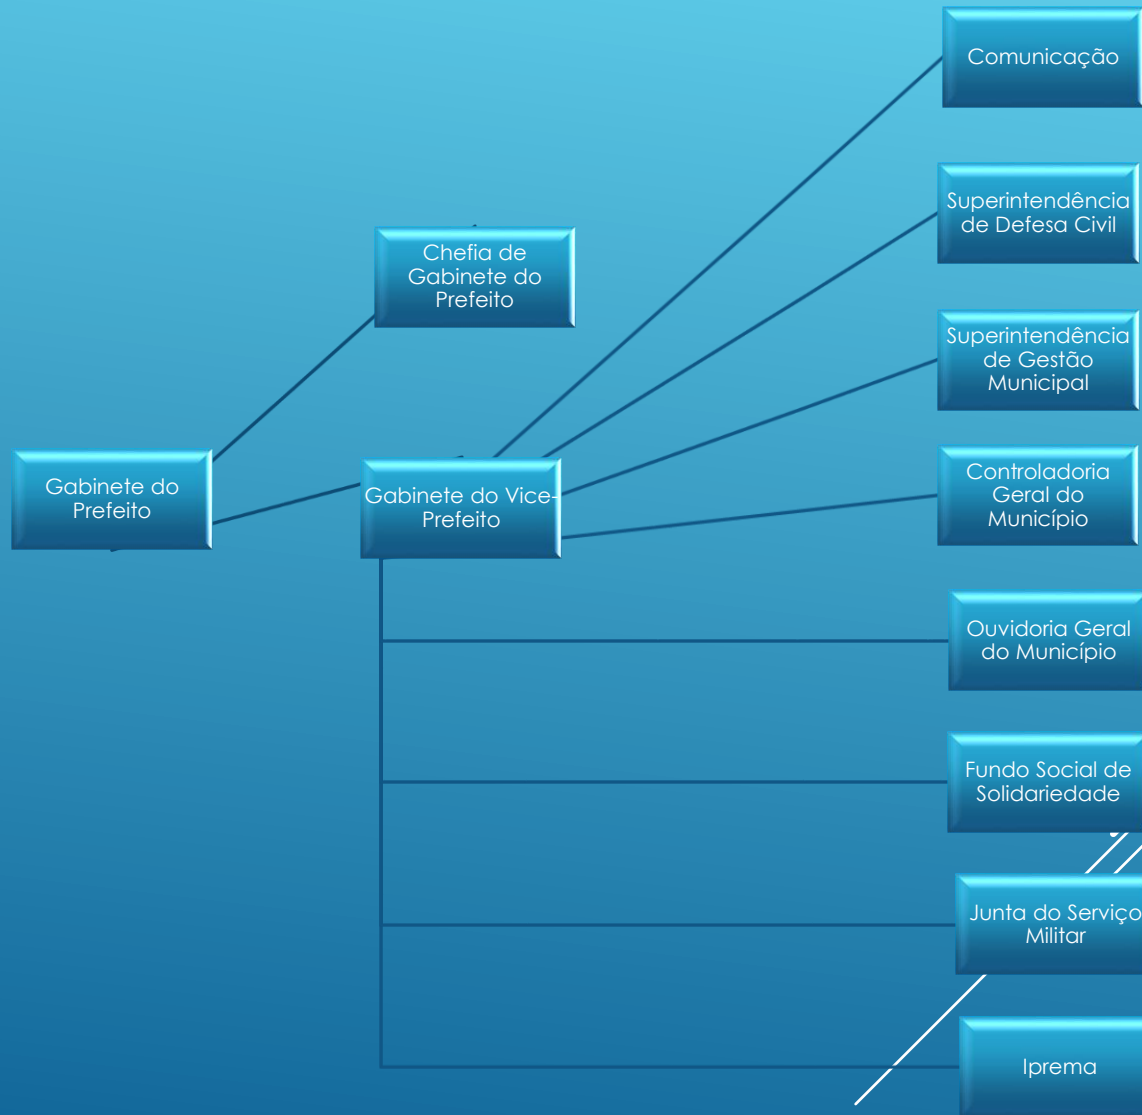 Comunicação
Superintendência
de Defesa Civil
Chefia de
Gabinete do
Prefeito
Superintendência
de Gestão
Municipal
Gabinete do
Prefeito
Gabinete do Vice-
Prefeito
Controladoria
Geral do
Município
Ouvidoria Geral
do Município
Fundo Social de
Solidariedade
Junta do Serviço
Militar
Iprema